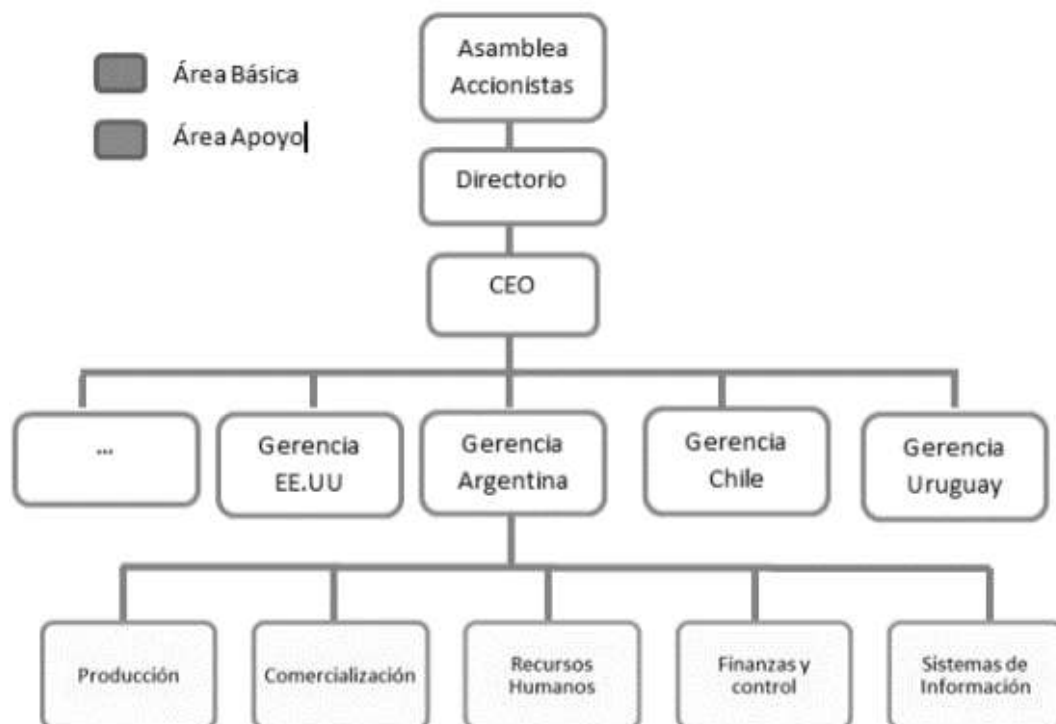 Área Básica
Área Apoyo
Asamblea
Accionistas
Directorio
CEO
...
Gerencia
EE.UU
Gerencia
Argentina
Gerencia
Chile
Gerencia
Uruguay
Producción
Comercialización
Recursos
Humanos
Finanzas y
control
Sistemas de
Información